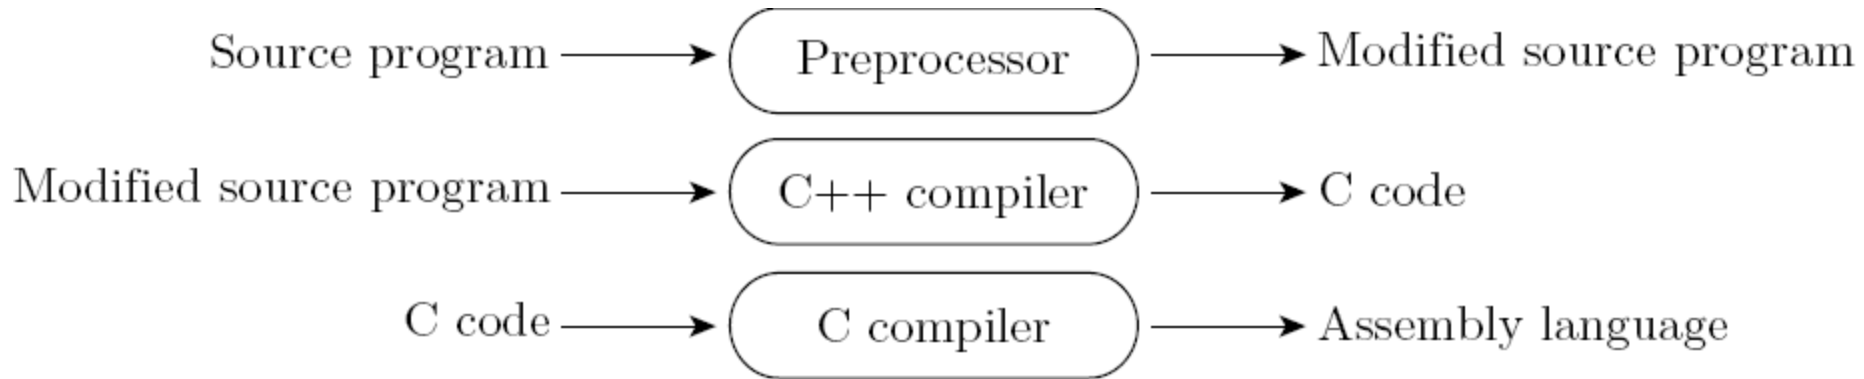 Source program Preprocessor Modified source program
Modified source program C++ compiler C code
C code C compiler Assembly language